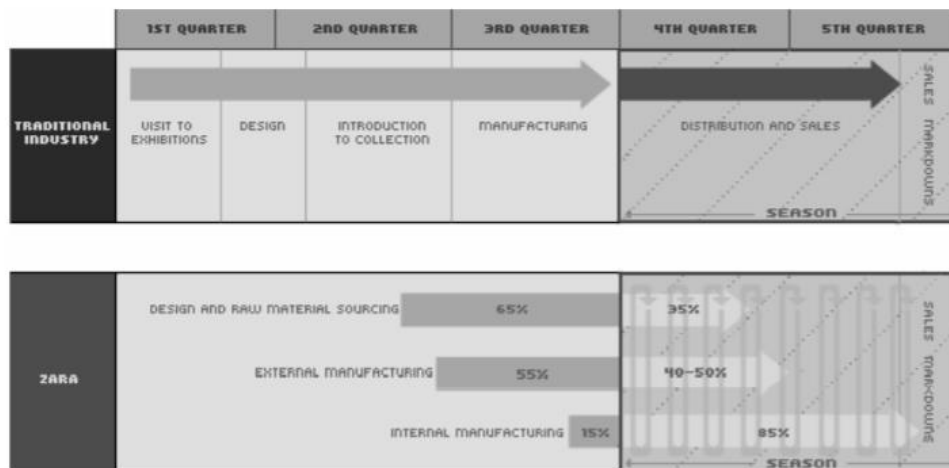 1ST QUARTER 2ND QUARTER 3RD QUARTER 4TH QUARTER 5TH QUARTER
TRADITIONAL
INDUSTRY
VISIT TO
EXHIBITIONS
DESIGN
INTRODUCTION
TO COLLECTION
MANUFACTURING
DISTRIBUTION AND SALES
SALES MARKDOWNS
SEASON
ZARA
DESIGN AND RAW MATERIAL SOURCING 65% 35%
EXTERNAL MANUFACTURING 55% 40-50%
INTERNAL MANUFACTURING 15% 85%
SALES MARKDOWNS
SEASON